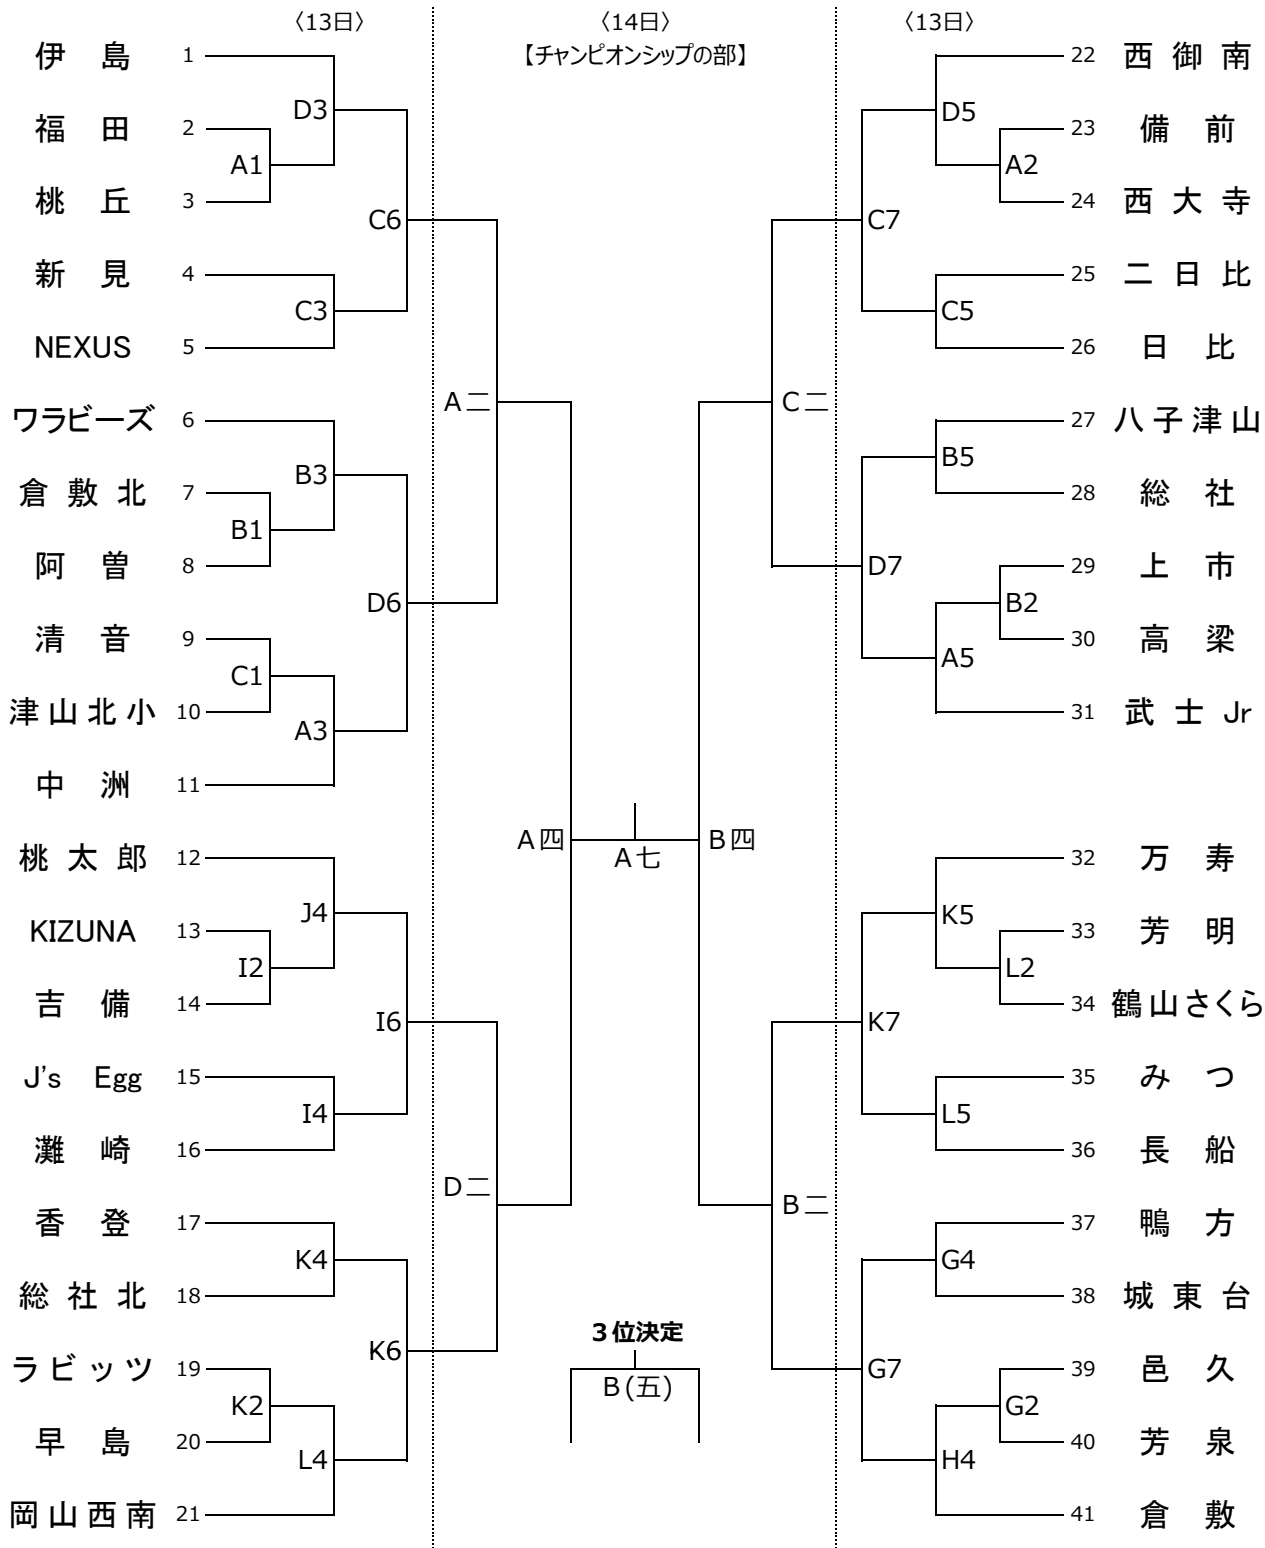 〈13日〉 〈14日〉 〈13日〉
【チャンピオンシップの部】
伊島 1
福田 2
桃丘 3
新見 4
NEXUS 5
ワラビーズ 6
倉敷北 7
阿曽 8
清音 9
津山北小 10
中洲 11
桃太郎 12
KIZUNA 13
吉備 14
J's Egg 15
灘崎 16
香登 17
総社北 18
ラビッツ 19
早島 20
岡山西南 21
D3
A1
C6
C3
B3
B1
D6
C1
A3
J4
I2
I6
I4
K4
K6
K2
L4
A二
D二
A四
A七
B四
C二
B二
3位決定
B(五)
D5
A2
C7
C5
B5
D7
B2
A5
K5
L2
K7
L5
G4
G7
G2
H4
22 西御南
23 備前
24 西大寺
25 二日比
26 日比
27 八子津山
28 総社
29 上市
30 高梁
31 武士Jr
32 万寿
33 芳明
34 鶴山さくら
35 みつ
36 長船
37 鴨方
38 城東台
39 邑久
40 芳泉
41 倉敷